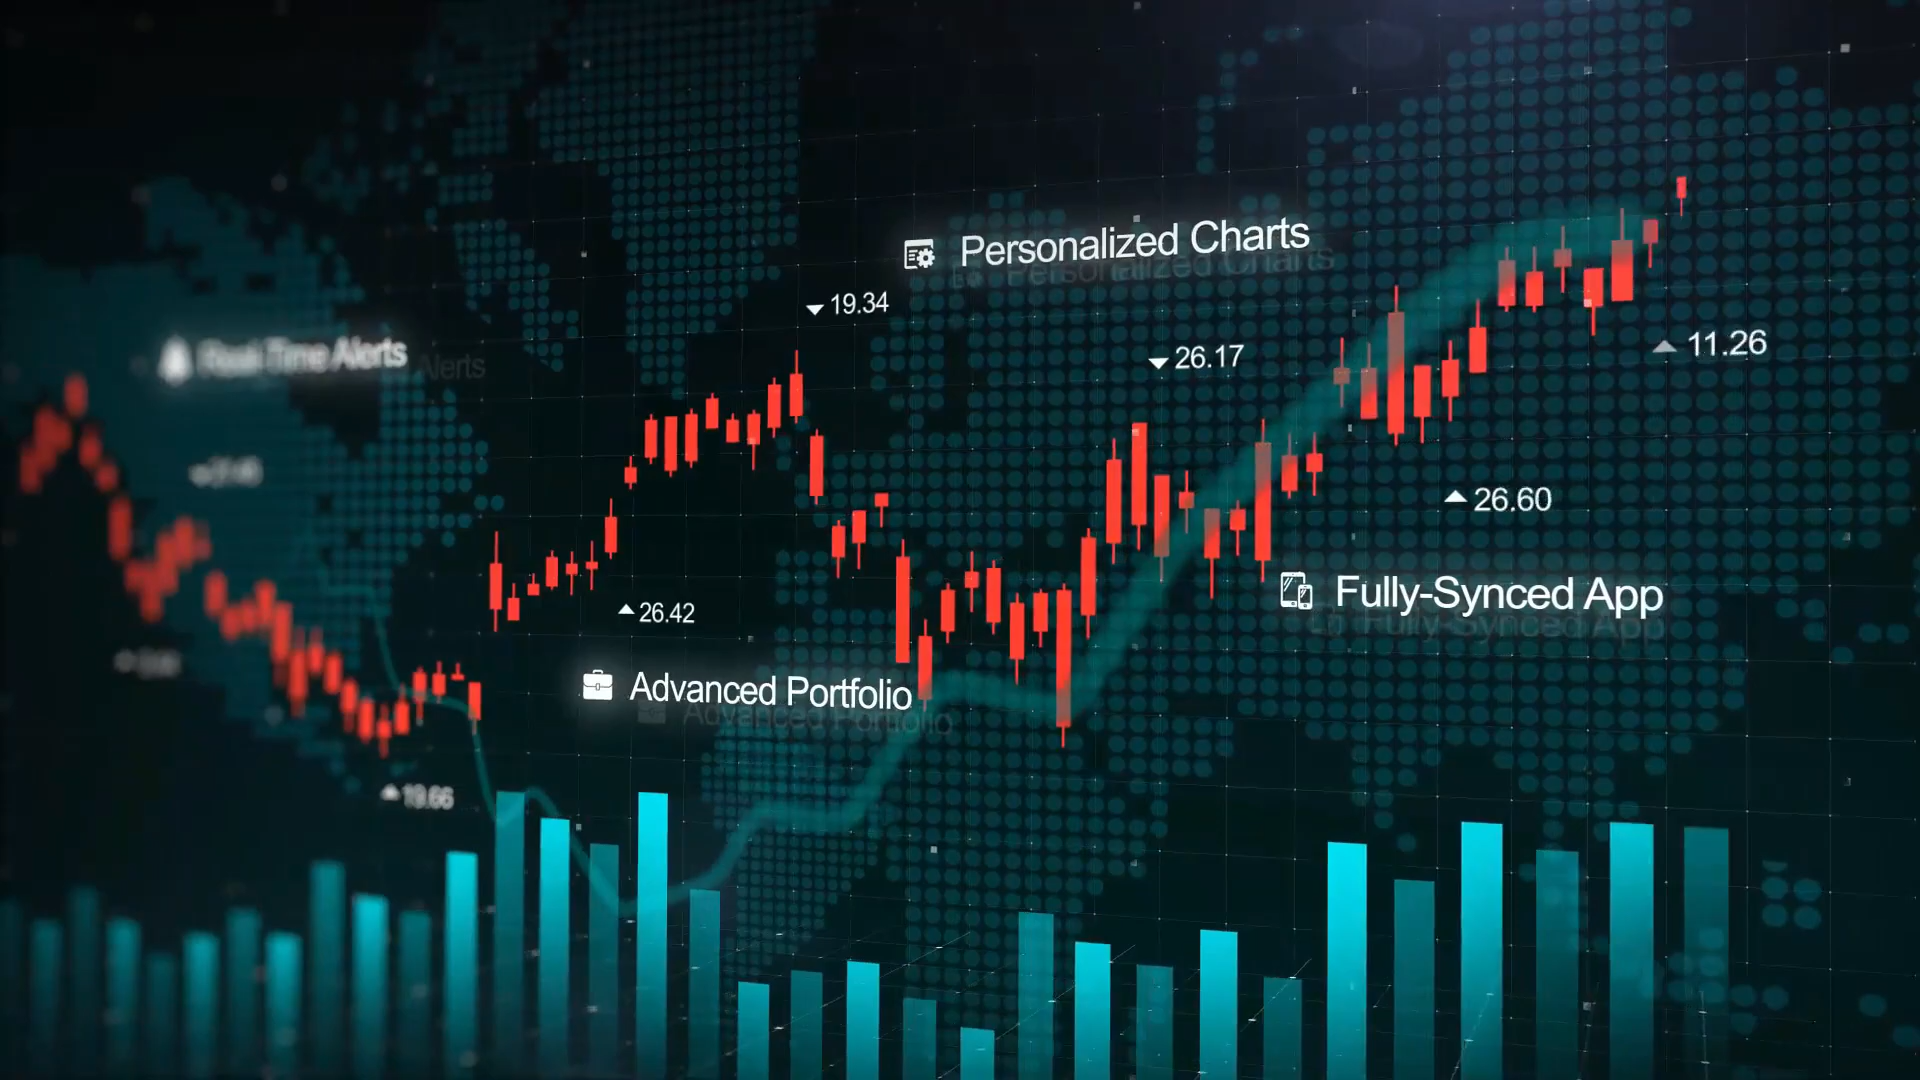 Personalized Charts
▼19.34
Real-Time Alerts
▼26.17
▲11.26
▲26.60
Fully-Synced App
▲26.42
Advanced Portfolio
▲19.66